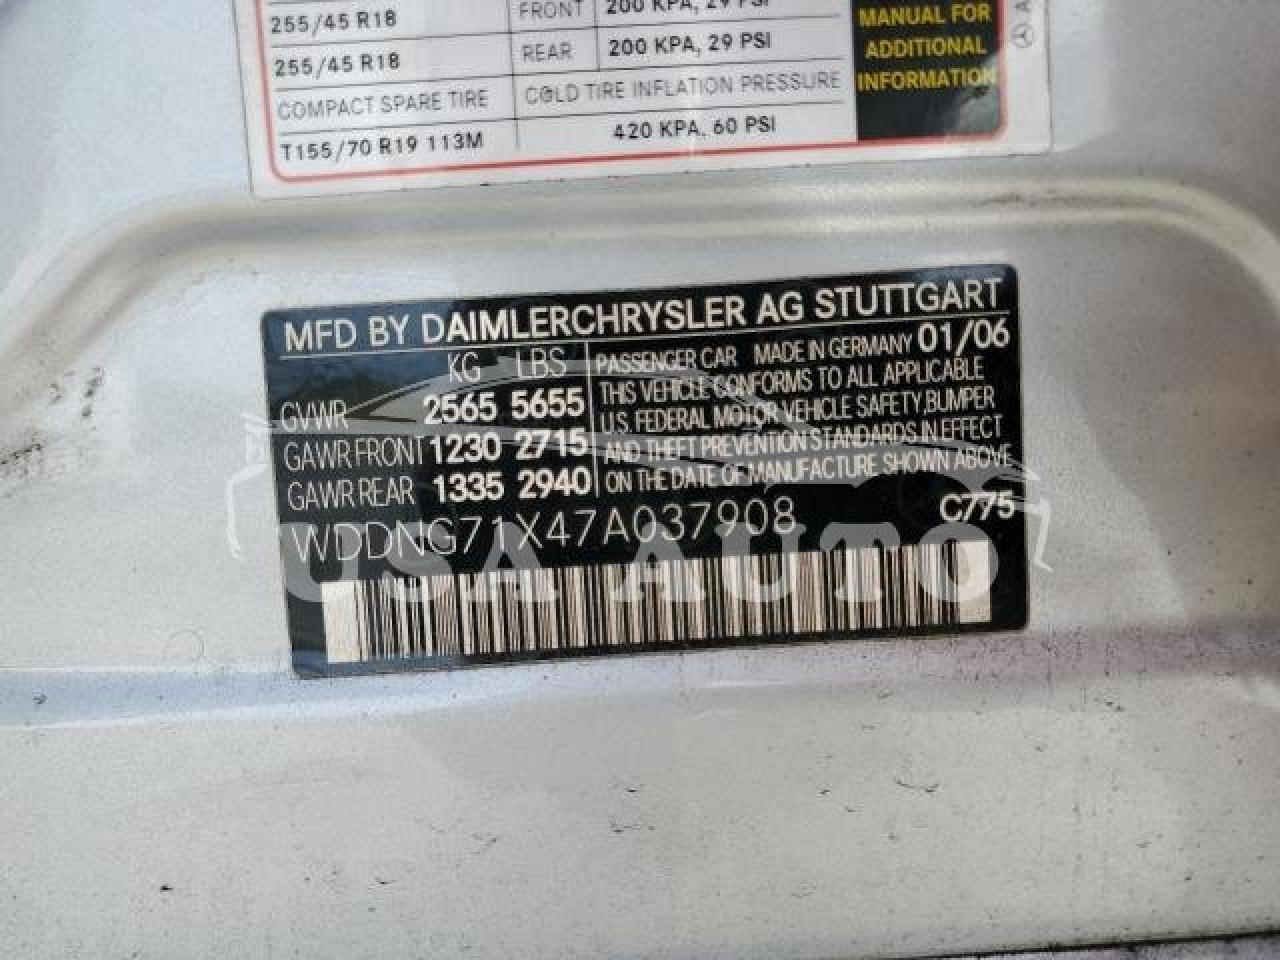 255/45 R18 FRONT 200 KPA, 29 PSI
255/45 R18 REAR 200 KPA, 29 PSI
COMPACT SPARE TIRE COLD TIRE INFLATION PRESSURE
T155/70 R19 113M 420 KPA, 60 PSI
MANUAL FOR
ADDITIONAL
INFORMATION
MFD BY DAIMLERCHRYSLER AG STUTTGART
KG LBS
GVWR 2565 5655
GAWR FRONT 1230 2715
GAWR REAR 1335 2940
PASSENGER CAR MADE IN GERMANY 01/06
THIS VEHICLE CONFORMS TO ALL APPLICABLE
U.S. FEDERAL MOTOR VEHICLE SAFETY, BUMPER
AND THEFT PREVENTION STANDARDS IN EFFECT
ON THE DATE OF MANUFACTURE SHOWN ABOVE
WDDNG71X47A037908 C775
USA AUTO